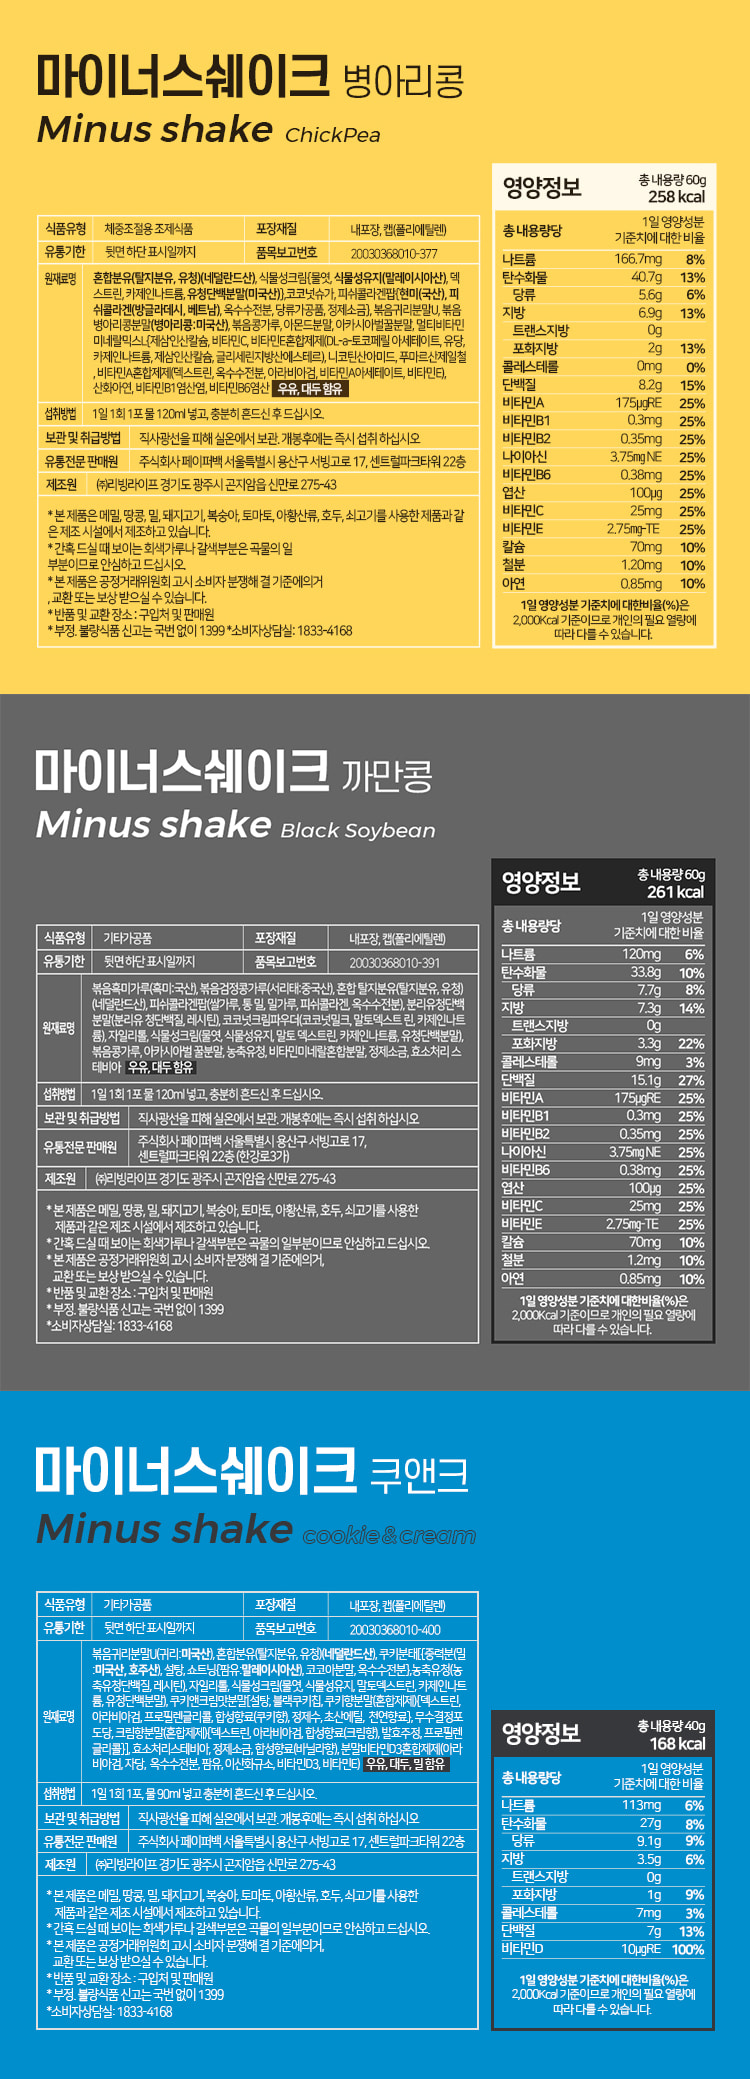 마이너스쉐이크 병아리콩
Minus shake ChickPea
식품유형 체중조절용 조제식품 포장재질 내포장, 캡(폴리에틸렌)
유통기한 뒷면 하단 표시일까지 품목보고번호 20030368010-377
원재료명
혼합분유(탈지분유, 유청)(네덜란드산), 식물성크림{물엿, 식물성유지(말레이시아산), 덱
스트린, 카제인나트륨, 유청단백분말(미국산)},코코넛슈가, 피쉬콜라겐팝{현미(국산), 피
쉬콜라겐(방글라데시, 베트남), 옥수수전분, 당류가공품, 정제소금}, 볶음귀리분말U, 볶음
병아리콩분말(병아리콩:미국산), 볶음콩가루, 아몬드분말, 아카시아벌꿀분말, 멀티비타민
미네랄믹스{제삼인산칼슘, 비타민C, 비타민E혼합제제(DL-a-토코페릴 아세테이트, 유당,
카제인나트륨, 제삼인산칼슘, 글리세린지방산에스테르), 니코틴산아미드, 푸마르산제일철
, 비타민A혼합제제(덱스트린, 옥수수전분, 아라비아검, 비타민A아세테이트, 비타민E),
산화아연, 비타민B1염산염, 비타민B6염산 우유, 대두 함유
섭취방법 1일 1회 1포 물 120ml 넣고, 충분히 흔드신 후 드십시오.
보관 및 취급방법 직사광선을 피해 실온에서 보관. 개봉후에는 즉시 섭취 하십시오
유통전문 판매원 주식회사 페이퍼백 서울특별시 용산구 서빙고로 17, 센트럴파크타워 22층
제조원 ㈜리빙라이프 경기도 광주시 곤지암읍 신만로 275-43
* 본 제품은 메밀, 땅콩, 밀, 돼지고기, 복숭아, 토마토, 아황산류, 호두, 쇠고기를 사용한 제품과 같
은 제조 시설에서 제조하고 있습니다.
* 간혹 드실 때 보이는 회색가루나 갈색부분은 곡물의 일
부분이므로 안심하고 드십시오.
* 본 제품은 공정거래위원회 고시 소비자 분쟁해 결 기준에의거
, 교환 또는 보상 받으실 수 있습니다.
* 반품 및 교환 장소 : 구입처 및 판매원
* 부정. 불량식품 신고는 국번 없이 1399 *소비자상담실: 1833-4168
영양정보 총 내용량 60g
258 kcal
총 내용량당 1일 영양성분
기준치에 대한 비율
나트륨 166.7mg 8%
탄수화물 40.7g 13%
당류 5.6g 6%
지방 6.9g 13%
트랜스지방 0g
포화지방 2g 13%
콜레스테롤 0mg 0%
단백질 8.2g 15%
비타민A 175μgRE 25%
비타민B1 0.3mg 25%
비타민B2 0.35mg 25%
나이아신 3.75mg NE 25%
비타민B6 0.38mg 25%
엽산 100μg 25%
비타민C 25mg 25%
비타민E 2.75mg-TE 25%
칼슘 70mg 10%
철분 1.20mg 10%
아연 0.85mg 10%
1일 영양성분 기준치에 대한비율(%)은
2,000Kcal 기준이므로 개인의 필요 열량에
따라 다를 수 있습니다.
마이너스쉐이크 까만콩
Minus shake Black Soybean
식품유형 기타가공품 포장재질 내포장, 캡(폴리에틸렌)
유통기한 뒷면 하단 표시일까지 품목보고번호 20030368010-391
원재료명
볶음흑미가루(흑미:국산), 볶음검정콩가루(서리태:중국산), 혼합 탈지분유(탈지분유, 유청)
(네덜란드산), 피쉬콜라겐팝(쌀가루, 통 밀, 밀가루, 피쉬콜라겐, 옥수수전분), 분리유청단백
분말(분리유 청단백질, 레시틴), 코코넛크림파우더(코코넛밀크, 말토덱스트 린, 카제인나트
륨), 자일리톨, 식물성크림(물엿, 식물성유지, 말토 덱스트린, 카제인나트륨, 유청단백분말),
볶음콩가루, 아카시아벌 꿀분말, 농축유청, 비타민미네랄혼합분말, 정제소금, 효소처리 스
테비아 우유, 대두 함유
섭취방법 1일 1회 1포 물 120ml 넣고, 충분히 흔드신 후 드십시오.
보관 및 취급방법 직사광선을 피해 실온에서 보관. 개봉후에는 즉시 섭취 하십시오
유통전문 판매원 주식회사 페이퍼백 서울특별시 용산구 서빙고로 17,
센트럴파크타워 22층 (한강로3가)
제조원 ㈜리빙라이프 경기도 광주시 곤지암읍 신만로 275-43
* 본 제품은 메밀, 땅콩, 밀, 돼지고기, 복숭아, 토마토, 아황산류, 호두, 쇠고기를 사용한
제품과 같은 제조 시설에서 제조하고 있습니다.
* 간혹 드실 때 보이는 회색가루나 갈색부분은 곡물의 일부분이므로 안심하고 드십시오.
* 본 제품은 공정거래위원회 고시 소비자 분쟁해 결 기준에의거,
교환 또는 보상 받으실 수 있습니다.
* 반품 및 교환 장소 : 구입처 및 판매원
* 부정. 불량식품 신고는 국번 없이 1399
*소비자상담실: 1833-4168
영양정보 총 내용량 60g
261 kcal
총 내용량당 1일 영양성분
기준치에 대한 비율
나트륨 120mg 6%
탄수화물 33.8g 10%
당류 7.7g 8%
지방 7.3g 14%
트랜스지방 0g
포화지방 3.3g 22%
콜레스테롤 9mg 3%
단백질 15.1g 27%
비타민A 175μgRE 25%
비타민B1 0.3mg 25%
비타민B2 0.35mg 25%
나이아신 3.75mg NE 25%
비타민B6 0.38mg 25%
엽산 100μg 25%
비타민C 25mg 25%
비타민E 2.75mg-TE 25%
칼슘 70mg 10%
철분 1.2mg 10%
아연 0.85mg 10%
1일 영양성분 기준치에 대한비율(%)은
2,000Kcal 기준이므로 개인의 필요 열량에
따라 다를 수 있습니다.
마이너스쉐이크 쿠앤크
Minus shake cookie&cream
식품유형 기타가공품 포장재질 내포장, 캡(폴리에틸렌)
유통기한 뒷면 하단 표시일까지 품목보고번호 20030368010-400
원재료명
볶음귀리분말U(귀리:미국산), 혼합분유(탈지분유, 유청)(네덜란드산), 쿠키분태[{중력분(밀
:미국산, 호주산), 설탕, 쇼트닝(팜유:말레이시아산), 코코아분말, 옥수수전분},농축유청(농
축유청단백질, 레시틴), 자일리톨, 식물성크림(물엿, 식물성유지, 말토덱스트린, 카제인나트
륨, 유청단백분말), 쿠키앤크림맛분말[설탕, 블랙쿠키칩, 쿠키향분말(혼합제제){덱스트린,
아라비아검, 프로필렌글리콜, 합성향료(쿠키향), 정제수, 초산에틸, 천연향료}, 무수결정포
도당, 크림향분말(혼합제제){덱스트린, 아라비아검, 합성향료(크림향), 발효주정, 프로필렌
글리콜}], 효소처리스테비아, 정제소금, 합성향료(바닐라향), 분말비타민D3혼합제제(아라
비아검, 자당, 옥수수전분, 팜유, 이산화규소, 비타민D3, 비타민E) 우유, 대두, 밀 함유
섭취방법 1일 1회 1포, 물 90ml 넣고 충분히 흔드신 후 드십시오.
보관 및 취급방법 직사광선을 피해 실온에서 보관. 개봉후에는 즉시 섭취 하십시오
유통전문 판매원 주식회사 페이퍼백 서울특별시 용산구 서빙고로 17, 센트럴파크타워 22층
제조원 ㈜리빙라이프 경기도 광주시 곤지암읍 신만로 275-43
* 본 제품은 메밀, 땅콩, 밀, 돼지고기, 복숭아, 토마토, 아황산류, 호두, 쇠고기를 사용한
제품과 같은 제조 시설에서 제조하고 있습니다.
* 간혹 드실 때 보이는 회색가루나 갈색부분은 곡물의 일부분이므로 안심하고 드십시오.
* 본 제품은 공정거래위원회 고시 소비자 분쟁해 결 기준에의거,
교환 또는 보상 받으실 수 있습니다.
* 반품 및 교환 장소 : 구입처 및 판매원
* 부정. 불량식품 신고는 국번 없이 1399
*소비자상담실: 1833-4168
영양정보 총 내용량 40g
168 kcal
총 내용량당 1일 영양성분
기준치에 대한 비율
나트륨 113mg 6%
탄수화물 27g 8%
당류 9.1g 9%
지방 3.5g 6%
트랜스지방 0g
포화지방 1g 9%
콜레스테롤 7mg 3%
단백질 7g 13%
비타민D 10μgRE 100%
1일 영양성분 기준치에 대한비율(%)은
2,000Kcal 기준이므로 개인의 필요 열량에
따라 다를 수 있습니다.